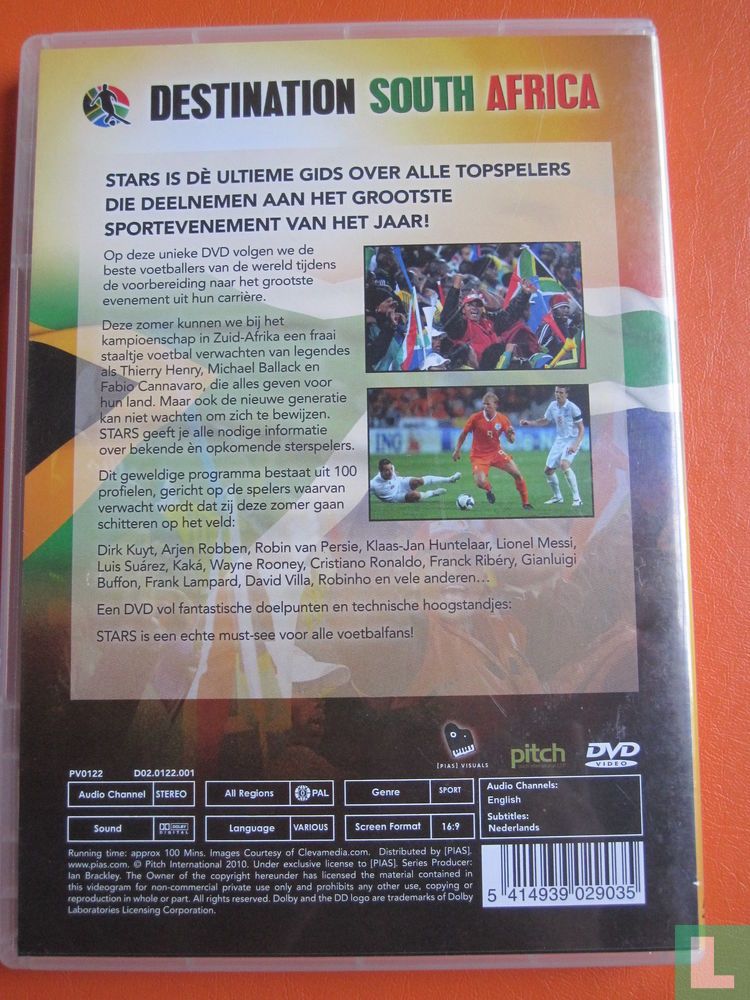 DESTINATION SOUTH AFRICA
STARS IS DÈ ULTIEME GIDS OVER ALLE TOPSPELERS
DIE DEELNEMEN AAN HET GROOTSTE
SPORTEVENEMENT VAN HET JAAR!
Op deze unieke DVD volgen we de
beste voetballers van de wereld tijdens
de voorbereiding naar het grootste
evenement uit hun carrière.
Deze zomer kunnen we bij het
kampioenschap in Zuid-Afrika een fraai
staaltje voetbal verwachten van legendes
als Thierry Henry, Michael Ballack en
Fabio Cannavaro, die alles geven voor
hun land. Maar ook de nieuwe generatie
kan niet wachten om zich te bewijzen.
STARS geeft je alle nodige informatie
over bekende èn opkomende sterspelers.
Dit geweldige programma bestaat uit 100
profielen, gericht op de spelers waarvan
verwacht wordt dat zij deze zomer gaan
schitteren op het veld:
Dirk Kuyt, Arjen Robben, Robin van Persie, Klaas-Jan Huntelaar, Lionel Messi,
Luis Suárez, Kaká, Wayne Rooney, Cristiano Ronaldo, Franck Ribéry, Gianluigi
Buffon, Frank Lampard, David Villa, Robinho en vele anderen…
Een DVD vol fantastische doelpunten en technische hoogstandjes:
STARS is een echte must-see voor alle voetbalfans!
[PIAS] VISUALS
pitch
DVD
VIDEO
PV0122 D02.0122.001
Audio Channel STEREO
All Regions PAL
Genre SPORT
Audio Channels:
English
Subtitles:
Nederlands
Sound DOLBY DIGITAL
Language VARIOUS
Screen Format 16:9
Running time: approx 100 Mins. Images Courtesy of Clevamedia.com. Distributed by [PIAS].
www.pias.com. © Pitch International 2010. Under exclusive license to [PIAS]. Series Producer:
Ian Brackley. The Owner of the copyright hereunder has licensed the material contained in
this videogram for non-commercial private use only and prohibits any other use, copying or
reproduction in whole or part. All rights reserved. Dolby and the DD logo are trademarks of Dolby
Laboratories Licensing Corporation.
5 414939 029035
L